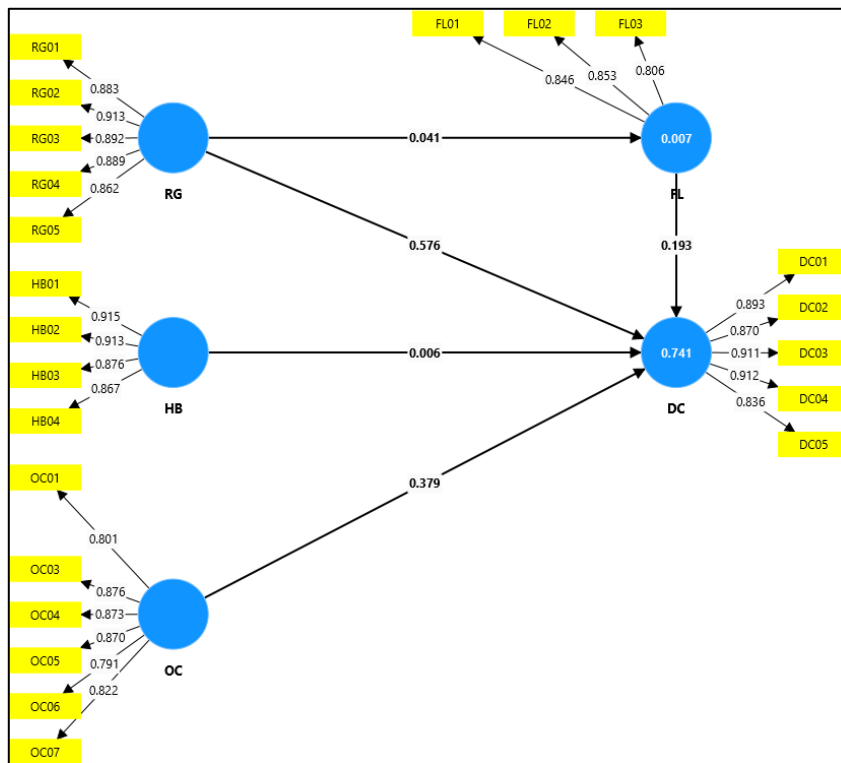 FL01
FL02
FL03
0.846
0.853
0.806
RG01
RG02
RG03
RG04
RG05
0.883
0.913
0.892
0.889
0.862
RG
0.041
0.007
FL
0.576
0.193
HB01
HB02
HB03
HB04
0.915
0.913
0.876
0.867
HB
0.006
0.741
DC
DC01
DC02
DC03
DC04
DC05
0.893
0.870
0.911
0.912
0.836
0.379
OC01
OC03
OC04
OC05
OC06
OC07
0.801
0.876
0.873
0.870
0.791
0.822
OC